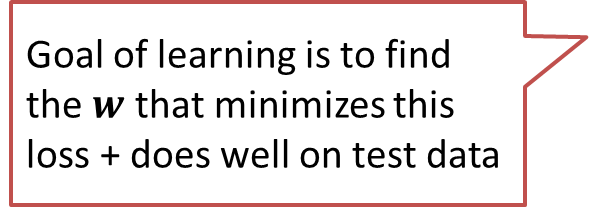 Goal of learning is to find
the w that minimizes this
loss + does well on test data